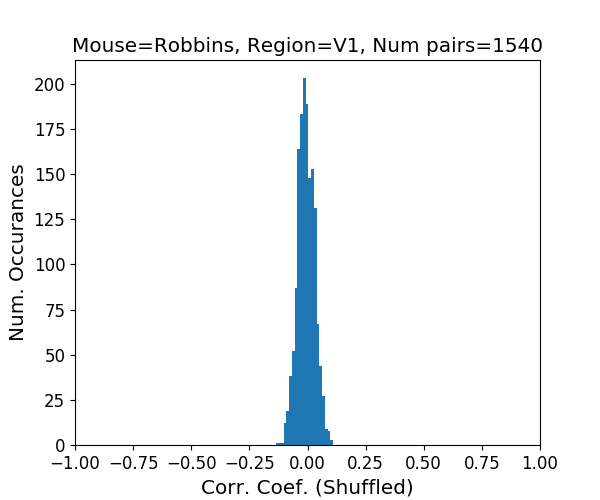 Mouse=Robbins, Region=V1, Num pairs=1540
200
175
150
125
100
75
50
25
0
Num. Occurances
−1.00 −0.75 −0.50 −0.25 0.00 0.25 0.50 0.75 1.00
Corr. Coef. (Shuffled)